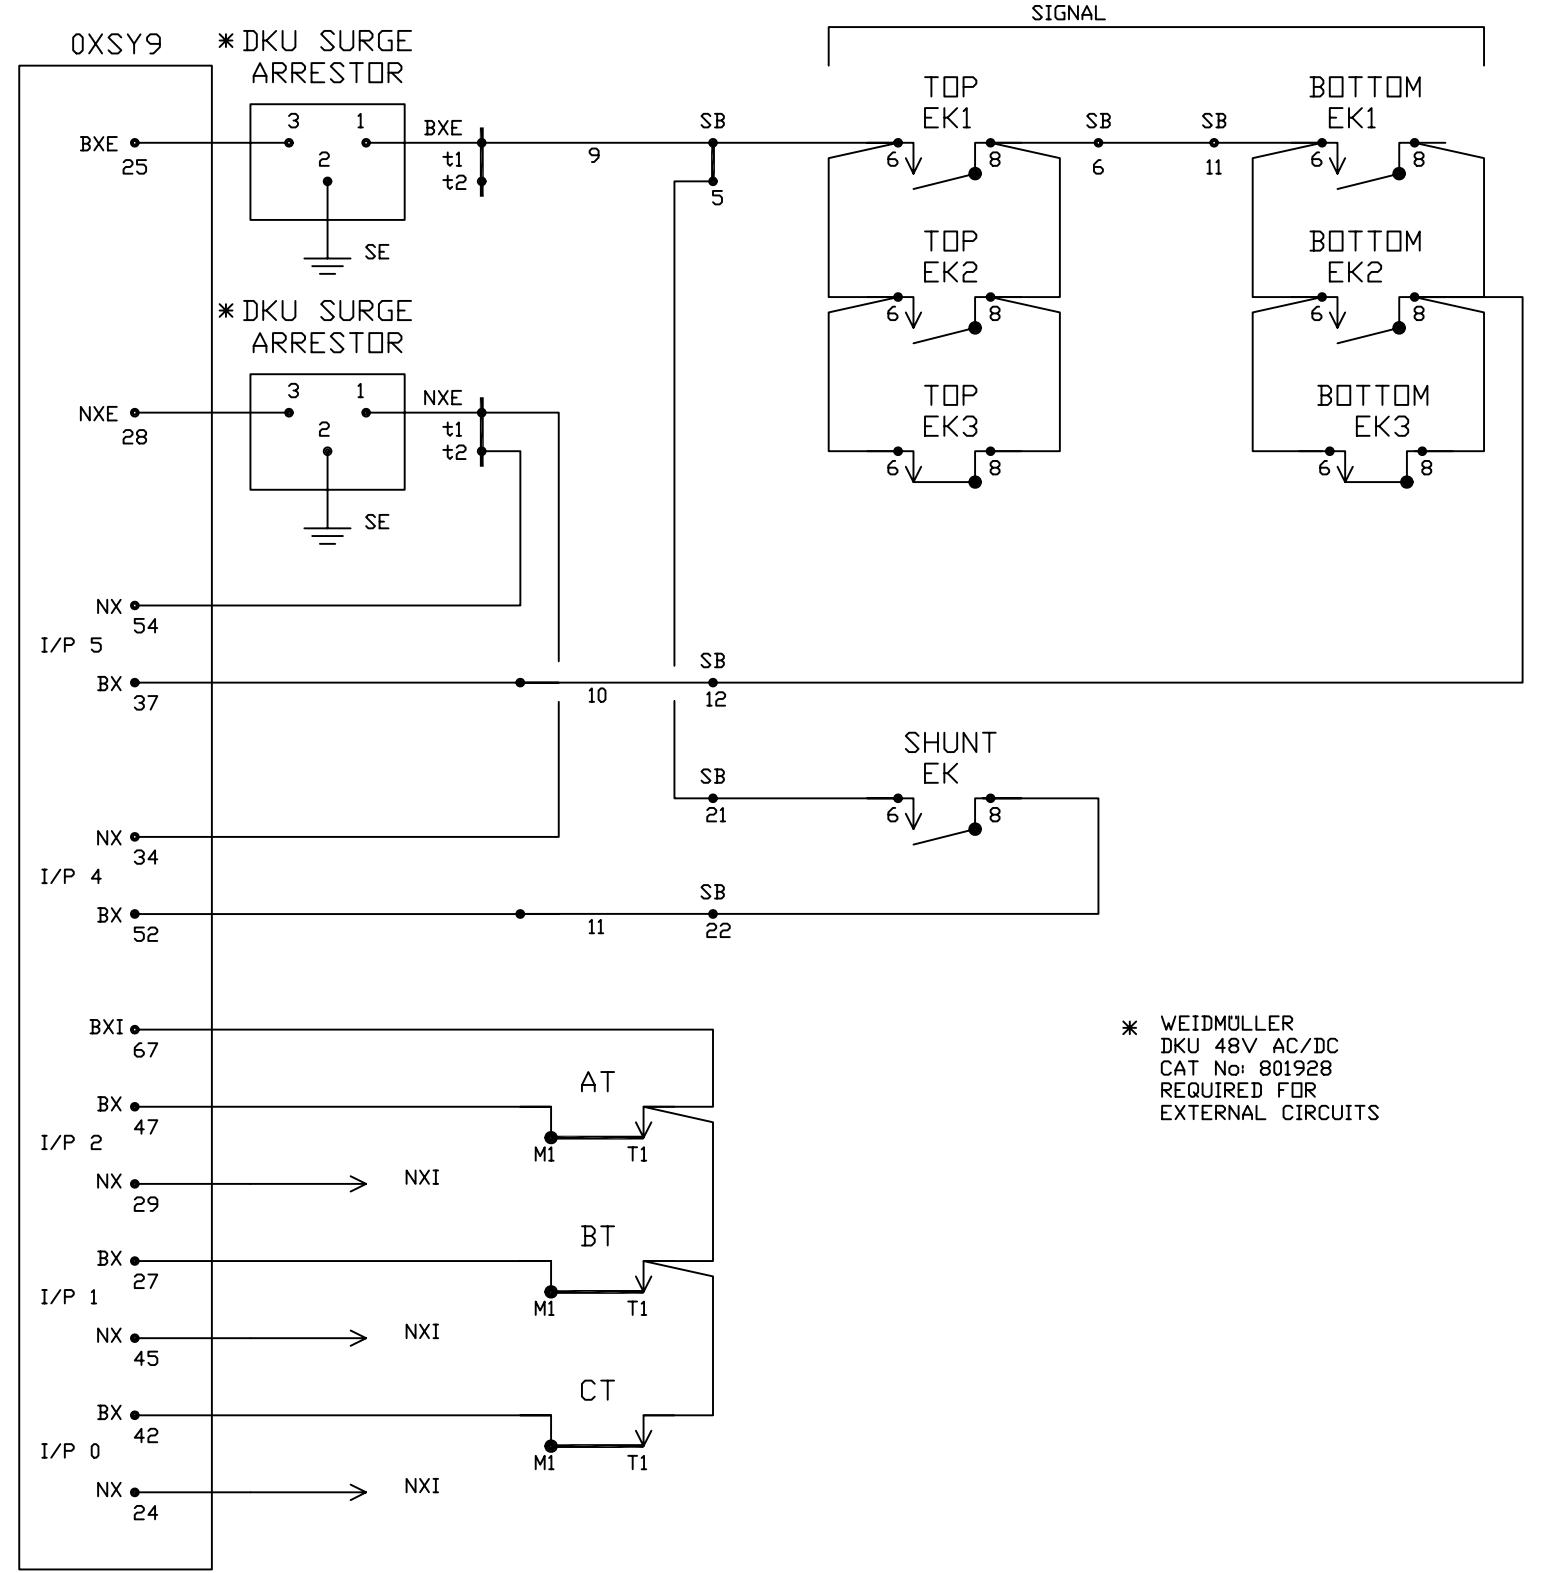 SIGNAL
0XSY9
* DKU SURGE
ARRESTOR
TOP
EK1
BOTTOM
EK1
BXE
25
3
1
2
SE
BXE
t1
t2
9
SB
5
6
8
SB
6
SB
11
6
8
TOP
EK2
6
8
BOTTOM
EK2
6
8
* DKU SURGE
ARRESTOR
NXE
28
3
1
2
SE
NXE
t1
t2
TOP
EK3
6
8
BOTTOM
EK3
6
8
NX
54
I/P 5
BX
37
10
SB
12
SHUNT
EK
SB
21
6
8
NX
34
I/P 4
BX
52
11
SB
22
BXI
67
* WEIDMÜLLER
DKU 48V AC/DC
CAT No: 801928
REQUIRED FOR
EXTERNAL CIRCUITS
AT
BX
47
M1
T1
I/P 2
NX
29
NXI
BT
BX
27
M1
T1
I/P 1
NX
45
NXI
CT
BX
42
M1
T1
I/P 0
NX
24
NXI